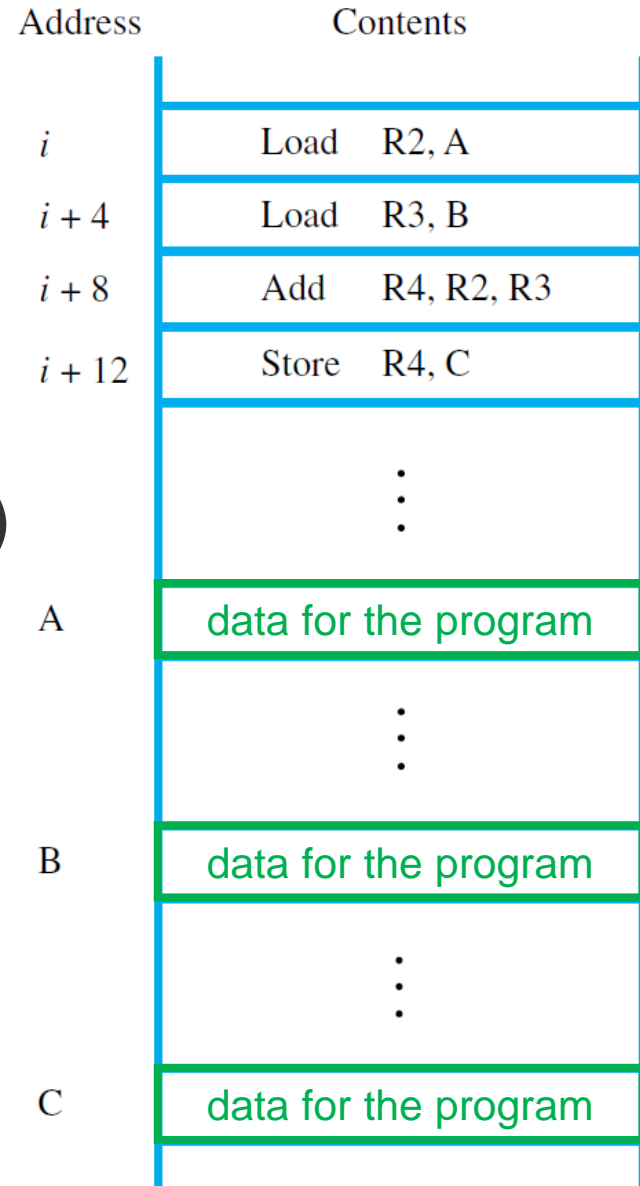 Address Contents
i Load R2, A
i + 4 Load R3, B
i + 8 Add R4, R2, R3
i + 12 Store R4, C
A data for the program
B data for the program
C data for the program